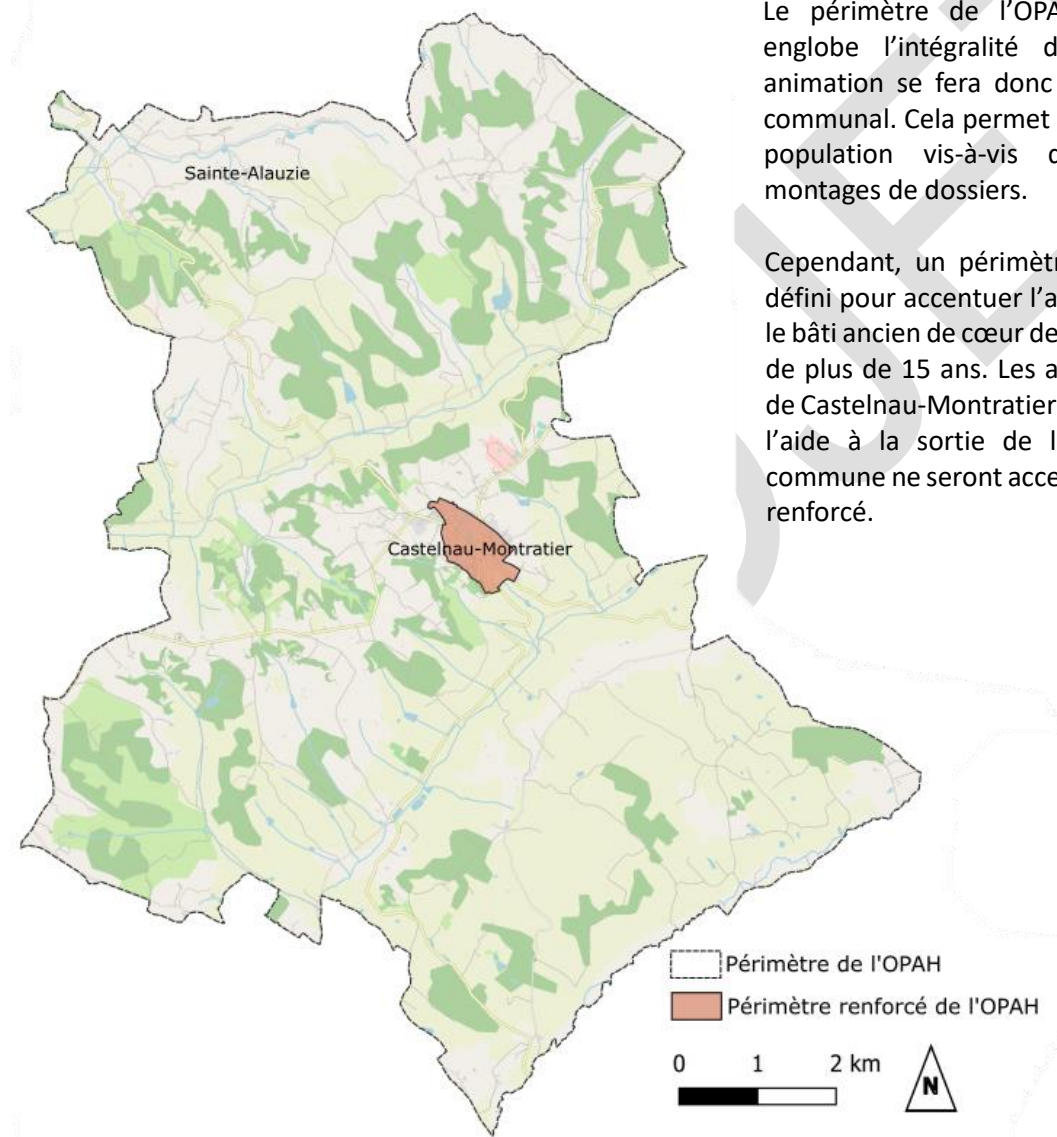 Le périmètre de l'OPA
englobe l'intégralité d
animation se fera donc
communal. Cela permet
population vis-à-vis d
montages de dossiers.
Cependant, un périmètr
défini pour accentuer l'a
le bâti ancien de cœur de
de plus de 15 ans. Les a
de Castelnau-Montratier
l'aide à la sortie de l
commune ne seront acce
renforcé.
Sainte-Alauzie
Castelnau-Montratier
Périmètre de l'OPAH
Périmètre renforcé de l'OPAH
0 1 2 km
N